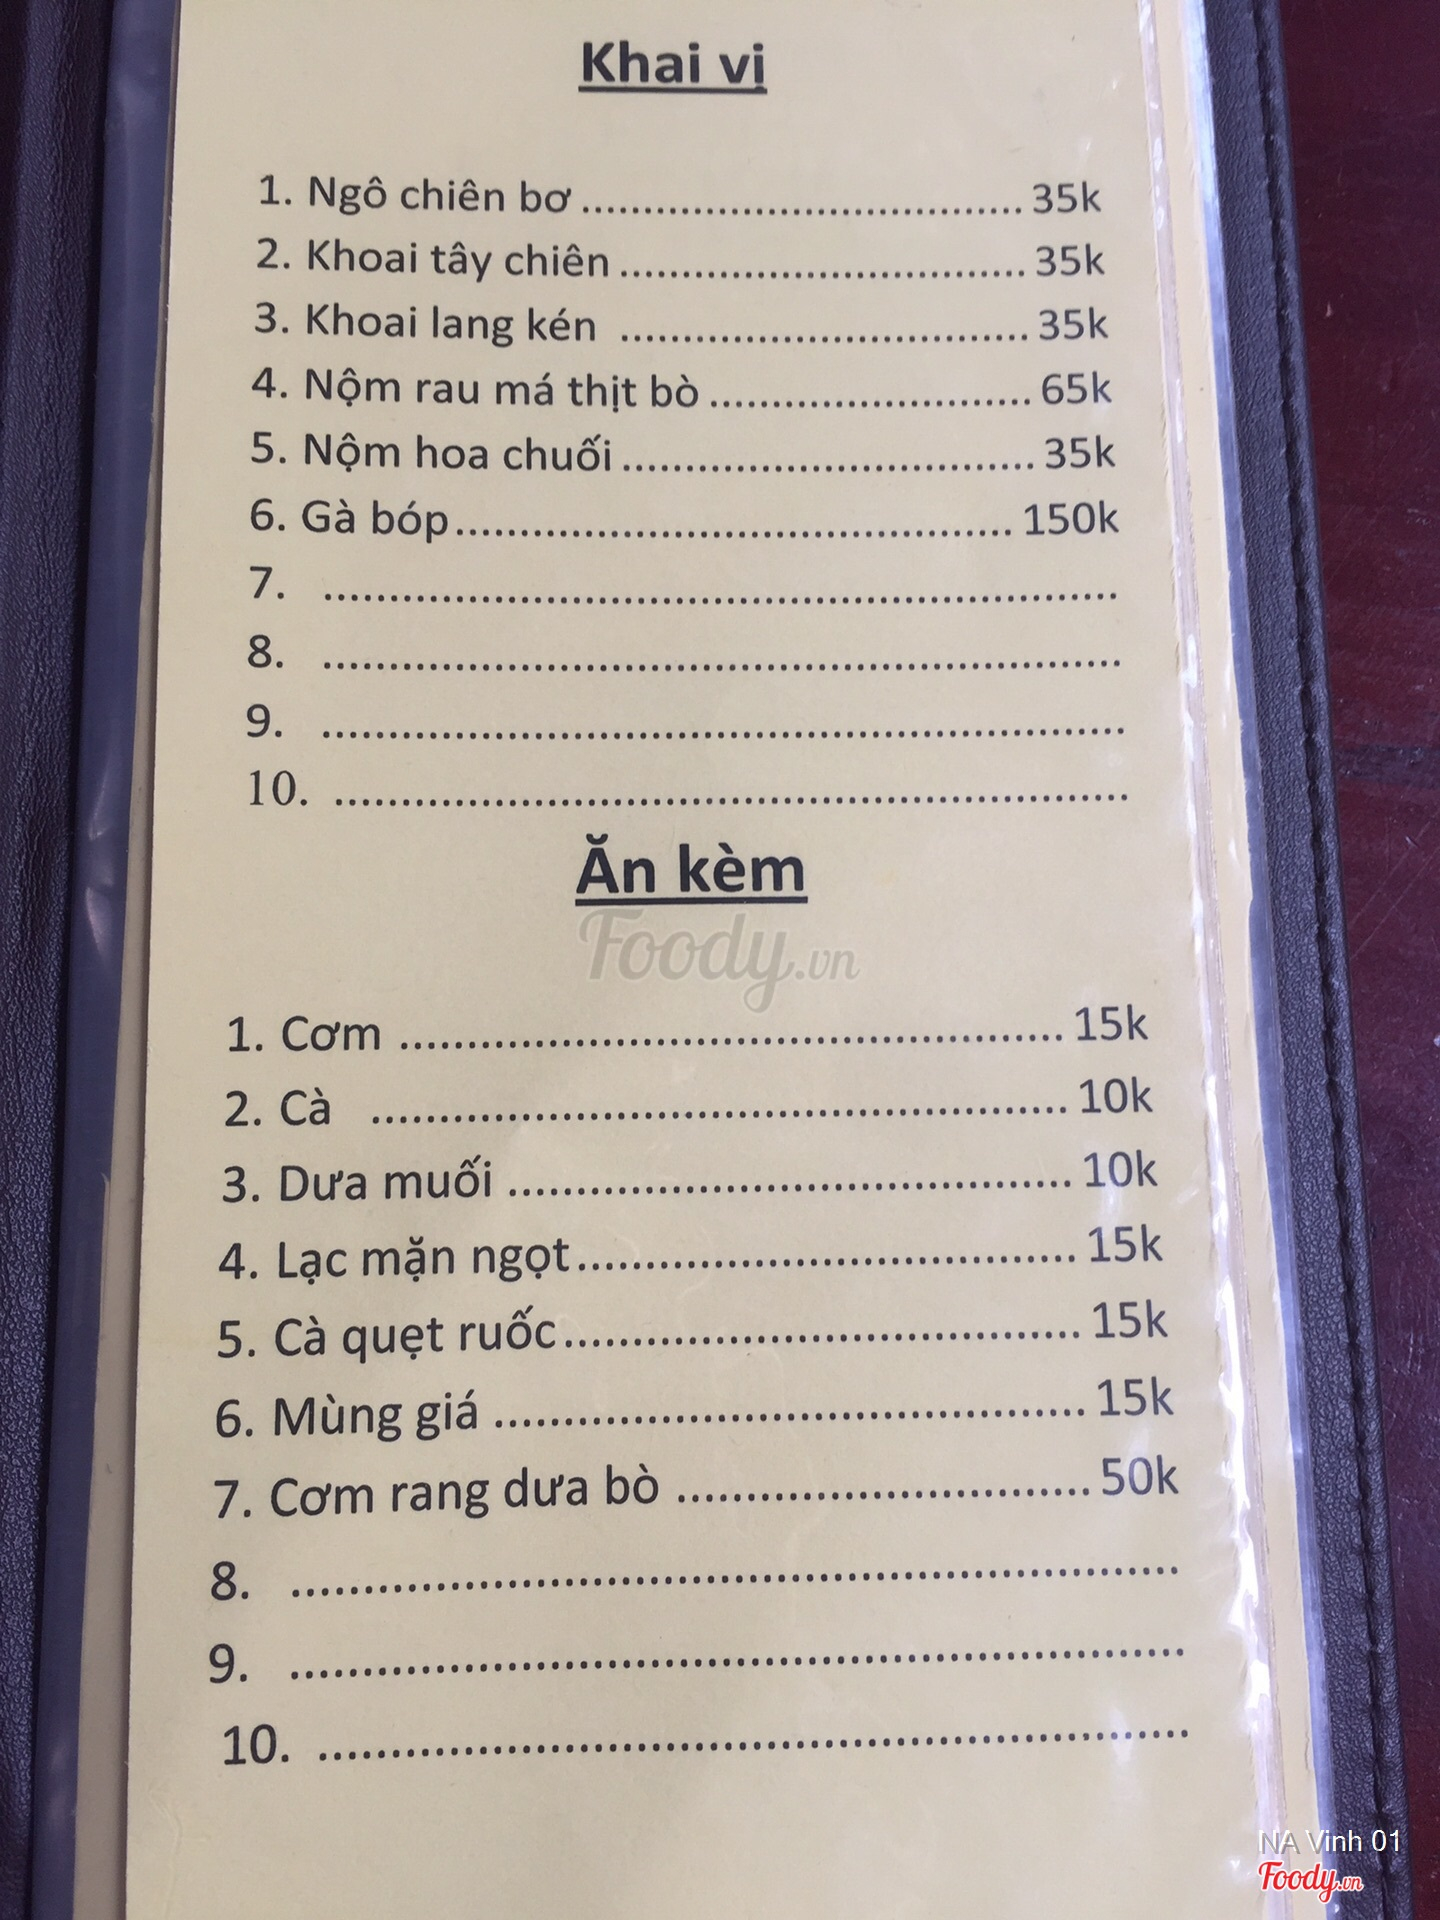 Khai vị
1. Ngô chiên bơ ................................... 35k
2. Khoai tây chiên ................................ 35k
3. Khoai lang kén ................................ 35k
4. Nộm rau má thịt bò .......................... 65k
5. Nộm hoa chuối ................................. 35k
6. Gà bóp ............................................ 150k
7. ...............................................................
8. ...............................................................
9. ...............................................................
10. ...............................................................
Ăn kèm
Foody.vn
1. Cơm ................................................ 15k
2. Cà ................................................ 10k
3. Dưa muối ........................................ 10k
4. Lạc mặn ngọt ................................... 15k
5. Cà quẹt ruốc .................................... 15k
6. Mùng giá ......................................... 15k
7. Cơm rang dưa bò .............................. 50k
8. ...............................................................
9. ...............................................................
10. ...............................................................
NA Vinh 01
Foody.vn